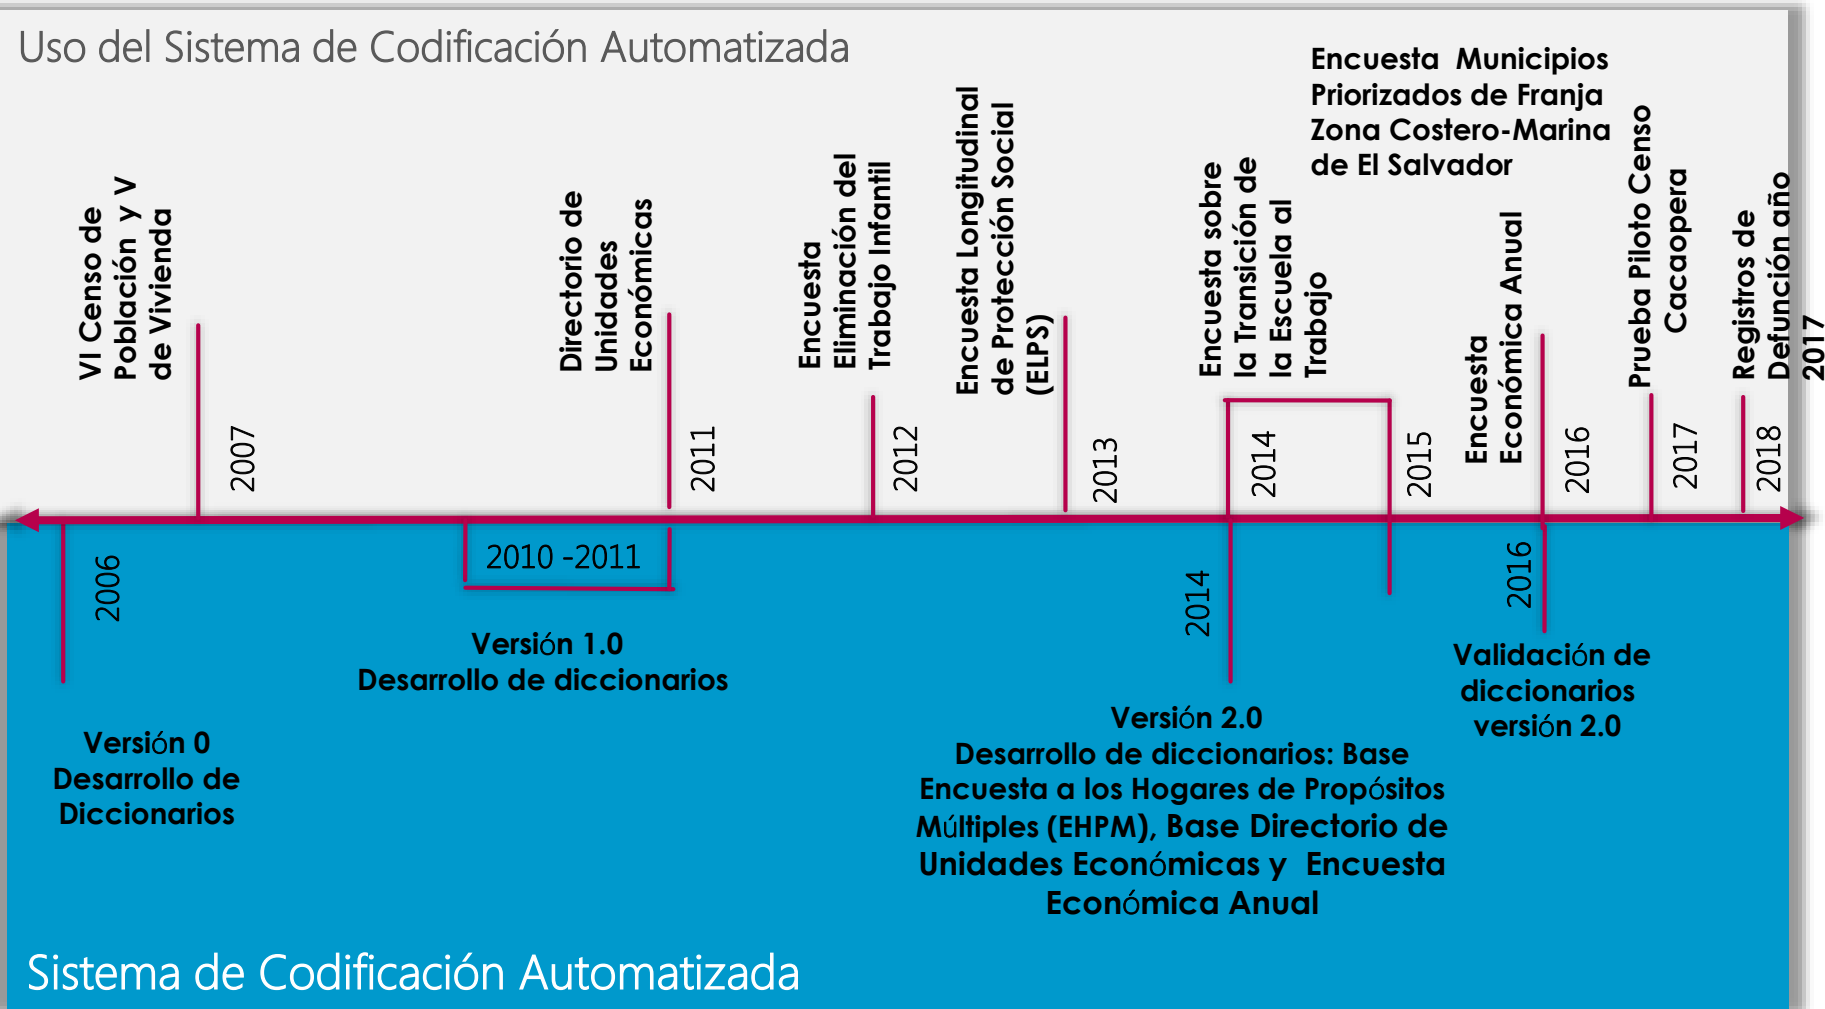 Uso del Sistema de Codificación Automatizada
VI Censo de
Población y V
de Vivienda
2007
Directorio de
Unidades
Económicas
2011
Encuesta
Eliminación del
Trabajo Infantil
2012
Encuesta Longitudinal
de Protección Social
(ELPS)
2013
Encuesta sobre
la Transición de
la Escuela al
Trabajo
2014
Encuesta Municipios
Priorizados de Franja
Zona Costero-Marina
de El Salvador
2015
Encuesta
Económica Anual
2016
Prueba Piloto Censo
Cacaopera
2017
Registros de
Defunción año
2017
2018
2006
Versión 0
Desarrollo de
Diccionarios
2010 -2011
Versión 1.0
Desarrollo de diccionarios
2014
Versión 2.0
Desarrollo de diccionarios: Base
Encuesta a los Hogares de Propósitos
Múltiples (EHPM), Base Directorio de
Unidades Económicas y Encuesta
Económica Anual
2016
Validación de
diccionarios
versión 2.0
Sistema de Codificación Automatizada